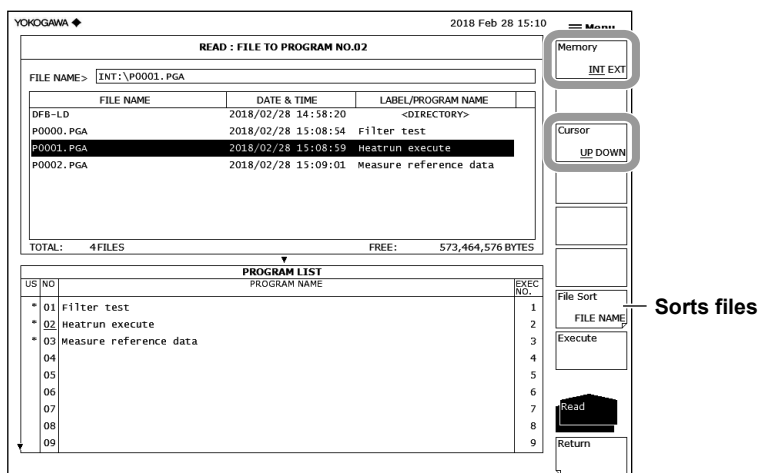 YOKOGAWA ◆ 2018 Feb 28 15:10 Menu
READ : FILE TO PROGRAM NO.02
FILE NAME> INT:\P0001.PGA
FILE NAME DATE & TIME LABEL/PROGRAM NAME
DFB-LD 2018/02/28 14:58:20 <DIRECTORY>
P0000.PGA 2018/02/28 15:08:54 Filter test
P0001.PGA 2018/02/28 15:08:59 Heatrun execute
P0002.PGA 2018/02/28 15:09:01 Measure reference data
TOTAL: 4FILES FREE: 573,464,576 BYTES
PROGRAM LIST
US NO PROGRAM NAME EXEC NO.
* 01 Filter test 1
* 02 Heatrun execute 2
* 03 Measure reference data 3
04 4
05 5
06 6
07 7
08 8
09 9
Memory
INT EXT
Cursor
UP DOWN
File Sort
FILE NAME
Execute
Read
Return
Sorts files